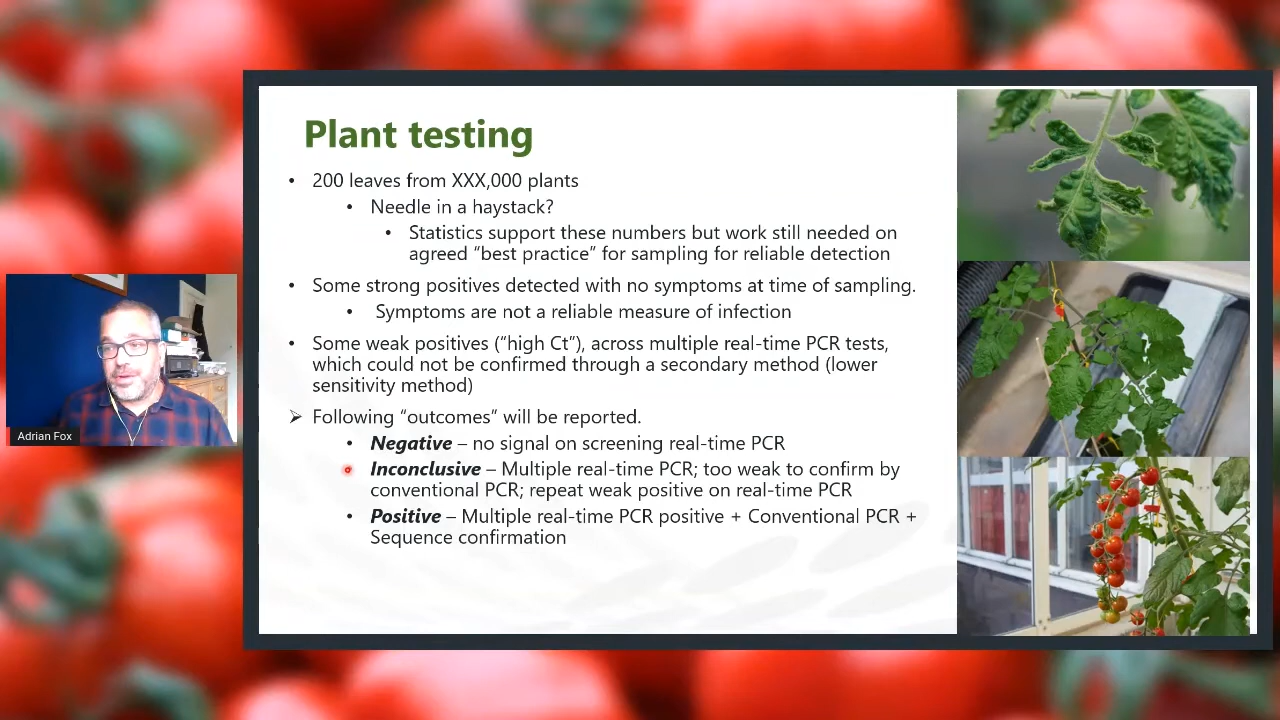 Plant testing
• 200 leaves from XXX,000 plants
• Needle in a haystack?
• Statistics support these numbers but work still needed on
agreed “best practice” for sampling for reliable detection
• Some strong positives detected with no symptoms at time of sampling.
• Symptoms are not a reliable measure of infection
• Some weak positives (“high Ct”), across multiple real-time PCR tests,
which could not be confirmed through a secondary method (lower
sensitivity method)
➢ Following “outcomes” will be reported.
• Negative – no signal on screening real-time PCR
• Inconclusive – Multiple real-time PCR; too weak to confirm by
conventional PCR; repeat weak positive on real-time PCR
• Positive – Multiple real-time PCR positive + Conventional PCR +
Sequence confirmation
Adrian Fox